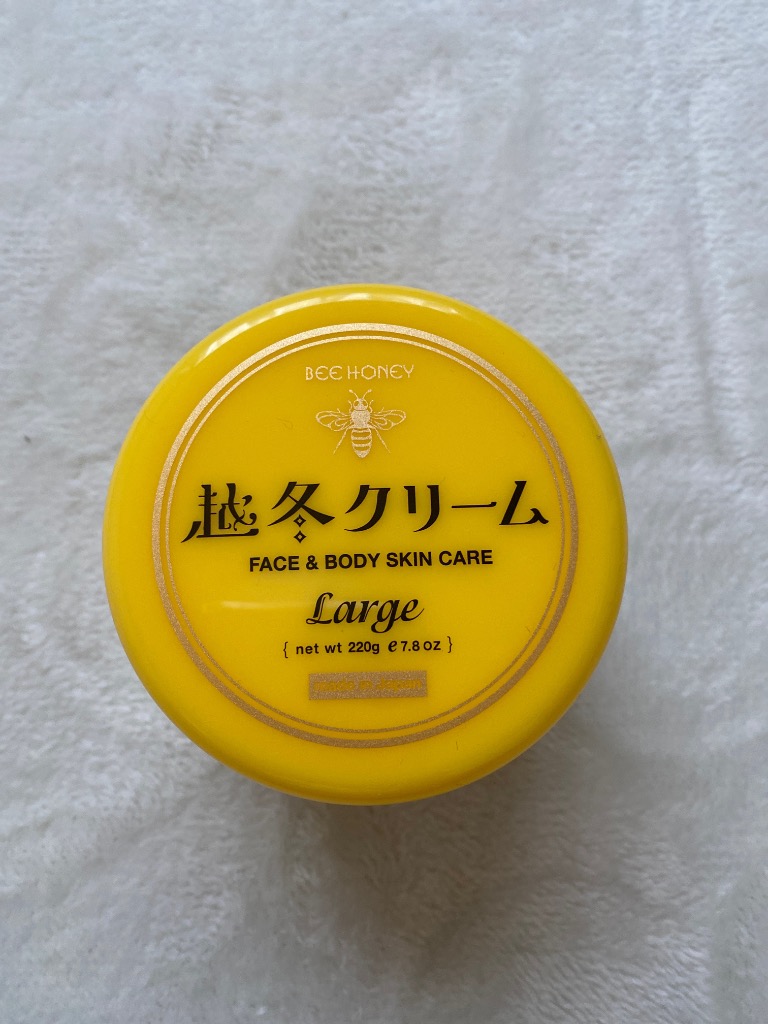 BEE HONEY
越冬クリーム
FACE & BODY SKIN CARE
Large
{ net wt 220g e 7.8 oz }